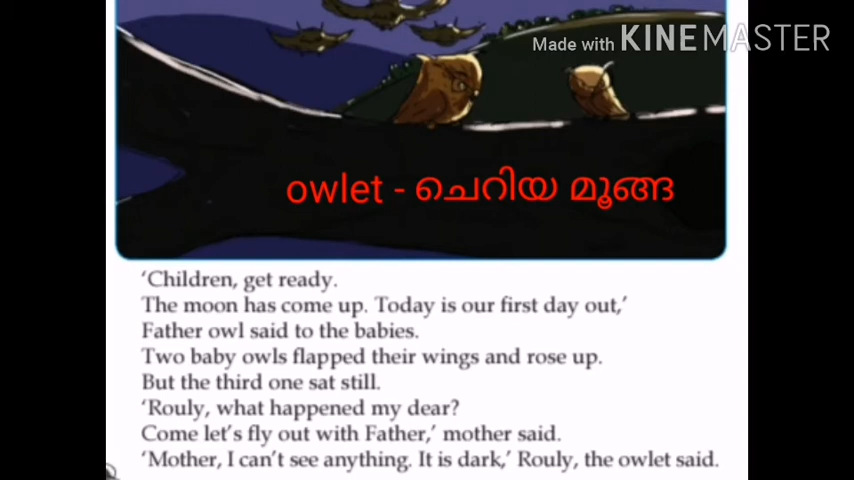 Made with KINEMASTER
owlet - ചെറിയ മൂങ്ങ
‘Children, get ready.
The moon has come up. Today is our first day out,’
Father owl said to the babies.
Two baby owls flapped their wings and rose up.
But the third one sat still.
‘Rouly, what happened my dear?
Come let’s fly out with Father,’ mother said.
‘Mother, I can’t see anything. It is dark,’ Rouly, the owlet said.